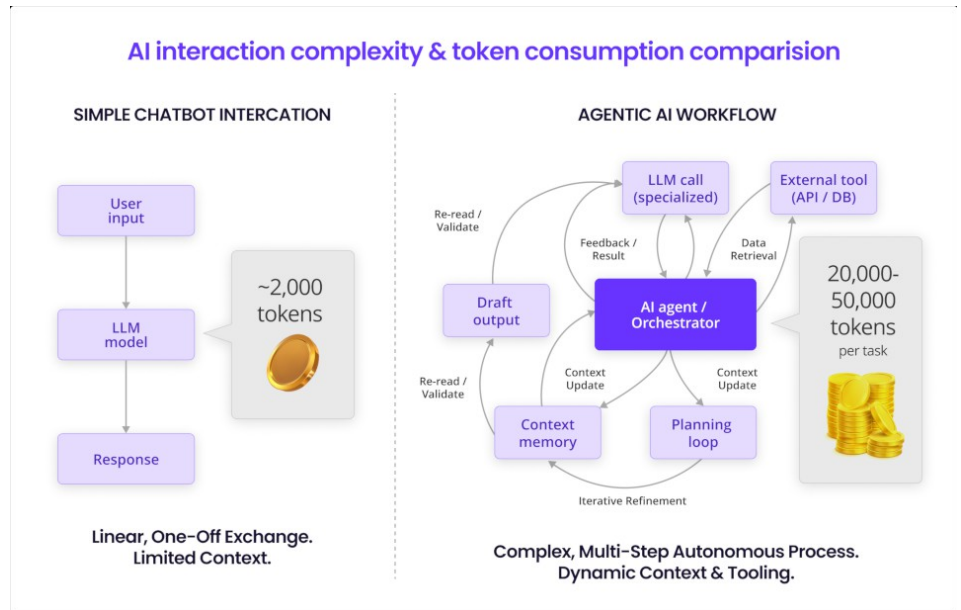 AI interaction complexity & token consumption comparision
SIMPLE CHATBOT INTERCATION
User
input
LLM
model
Response
~2,000
tokens
Linear, One-Off Exchange.
Limited Context.
AGENTIC AI WORKFLOW
LLM call
(specialized)
External tool
(API / DB)
Re-read /
Validate
Feedback /
Result
Data
Retrieval
Draft
output
AI agent /
Orchestrator
20,000-
50,000
tokens
per task
Re-read /
Validate
Context
Update
Context
Update
Context
memory
Planning
loop
Iterative Refinement
Complex, Multi-Step Autonomous Process.
Dynamic Context & Tooling.